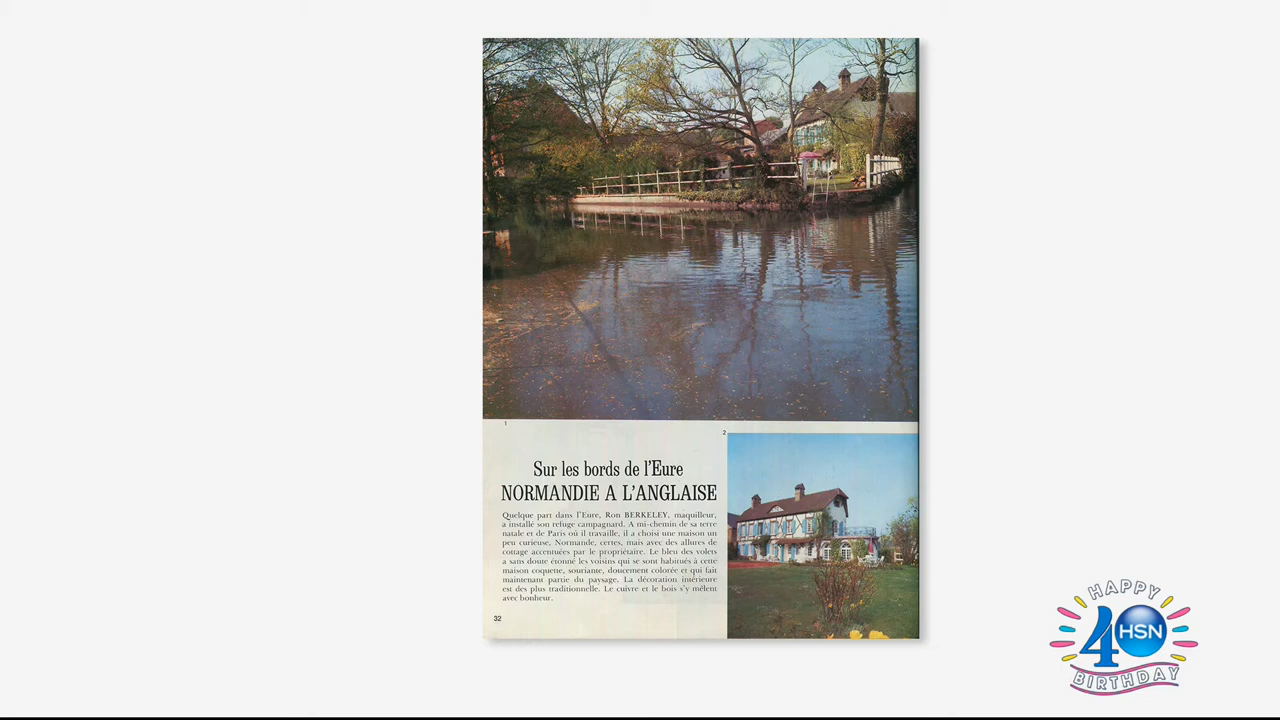 1
2
Sur les bords de l'Eure
NORMANDIE A L'ANGLAISE
Quelque part dans l'Eure, Ron BERKELEY, maquilleur,
a installé son refuge campagnard. A mi-chemin de sa terre
natale et de Paris où il travaille, il a choisi une maison un
peu curieuse, Normande, certes, mais avec des allures de
cottage accentuées par le propriétaire. Le bleu des volets
a sans doute étonné les voisins qui se sont habitués à cette
maison coquette, souriante, doucement colorée et qui fait
maintenant partie du paysage. La décoration intérieure
est des plus traditionnelle. Le cuivre et le bois s'y mêlent
avec bonheur.
32
HAPPY
40 HSN
BIRTHDAY